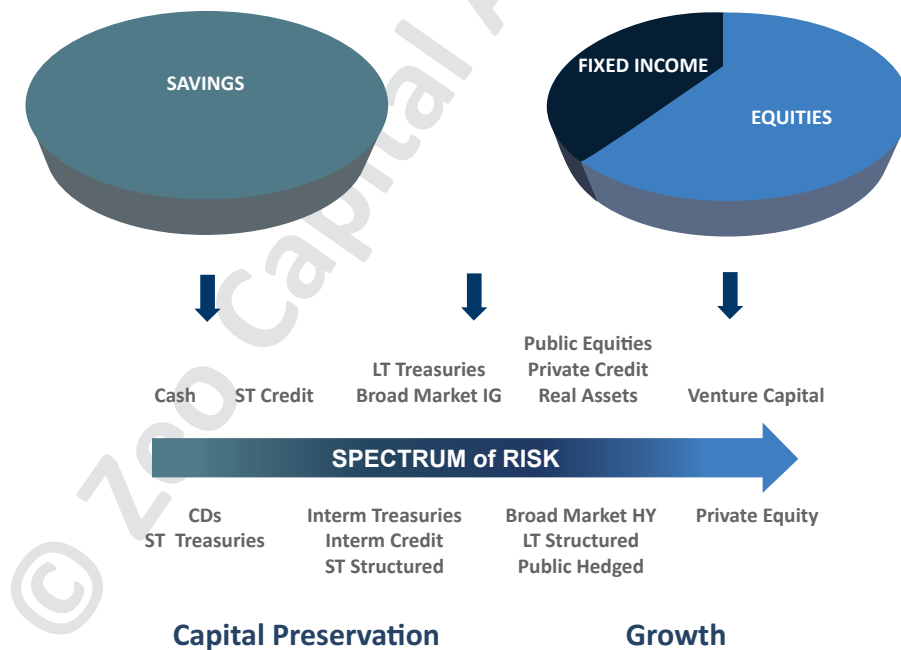 SAVINGS
FIXED INCOME
EQUITIES
Public Equities
LT Treasuries
Private Credit
Cash
ST Credit
Broad Market IG
Real Assets
Venture Capital
SPECTRUM of RISK
CDs
Interm Treasuries
Broad Market HY
Private Equity
ST Treasuries
Interm Credit
LT Structured
ST Structured
Public Hedged
Capital Preservation
Growth
© Zoo Capital